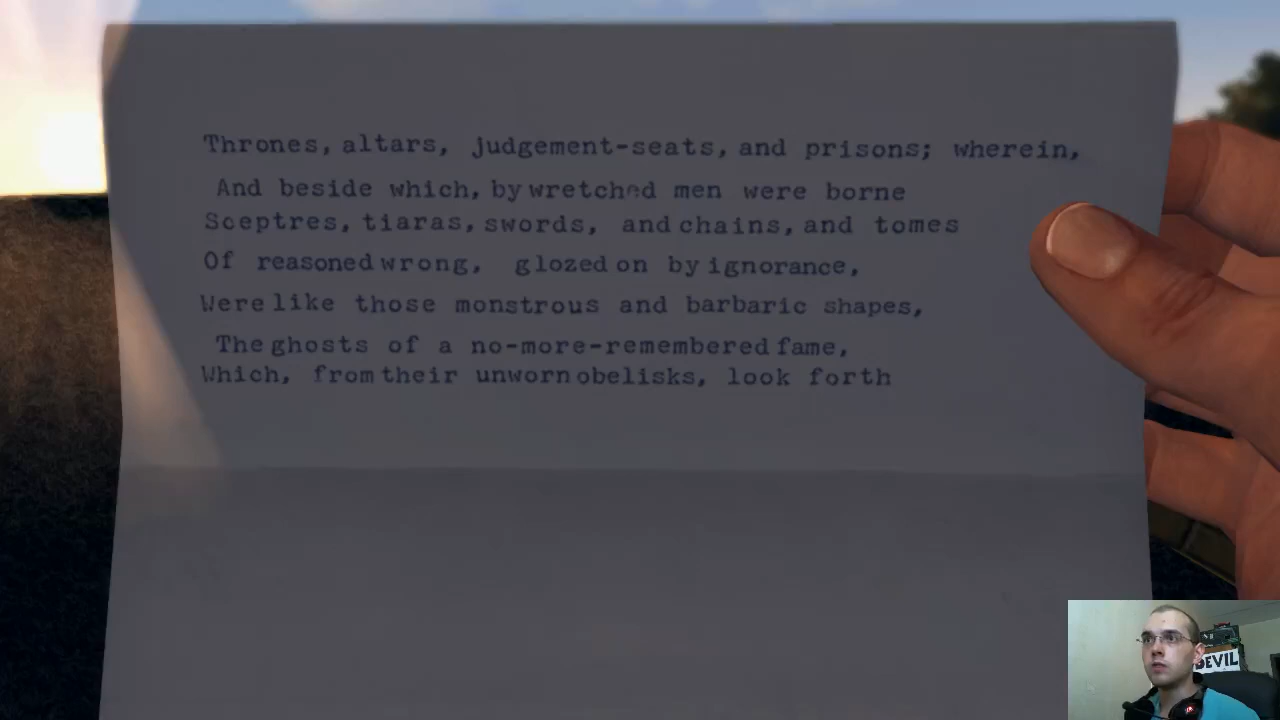 Thrones, altars, judgement-seats, and prisons; wherein,
And beside which, by wretched men were borne
Sceptres, tiaras, swords, and chains, and tomes
Of reasoned wrong, glozed on by ignorance,
Were like those monstrous and barbaric shapes,
The ghosts of a no-more-remembered fame,
Which, from their unworn obelisks, look forth
DEVIL